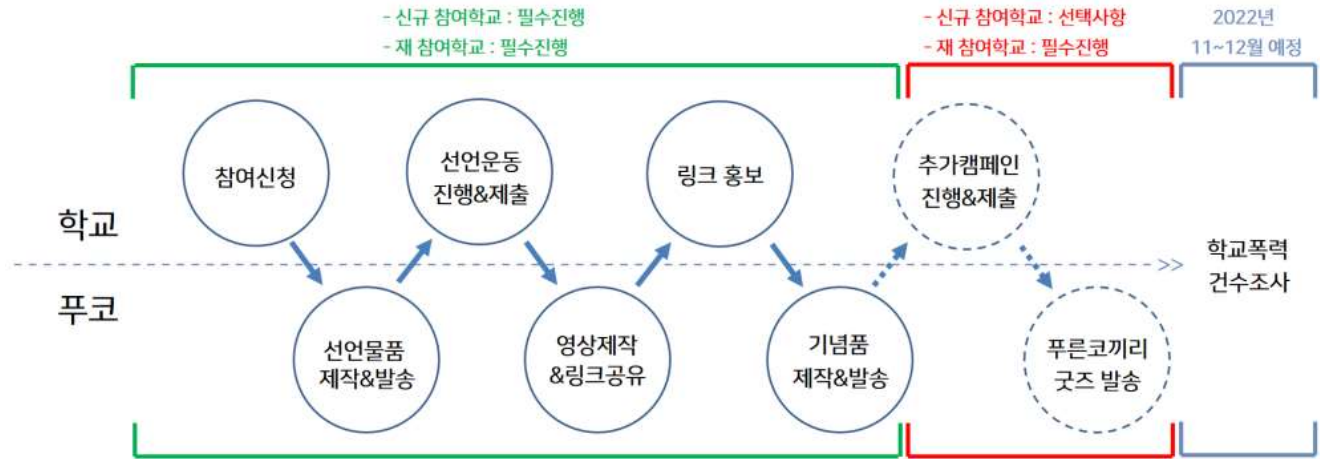 - 신규 참여학교 : 필수진행
- 재 참여학교 : 필수진행
- 신규 참여학교 : 선택사항
- 재 참여학교 : 필수진행
2022년
11~12월 예정
학교
푸코
참여신청
선언물품
제작&발송
선언운동
진행&제출
영상제작
&링크공유
링크 홍보
기념품
제작&발송
추가캠페인
진행&제출
푸른코끼리
굿즈 발송
>>
학교폭력
건수조사